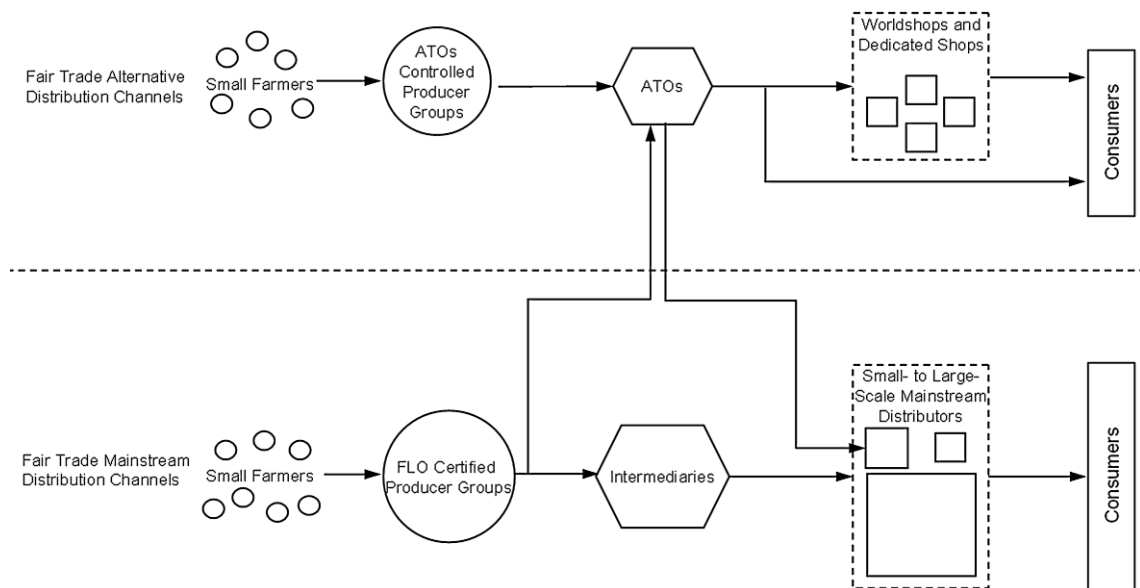 Fair Trade Alternative
Distribution Channels
Small Farmers
ATOs
Controlled
Producer
Groups
ATOs
Worldshops and
Dedicated Shops
Consumers
Fair Trade Mainstream
Distribution Channels
Small Farmers
FLO Certified
Producer Groups
Intermediaries
Small- to Large-
Scale Mainstream
Distributors
Consumers